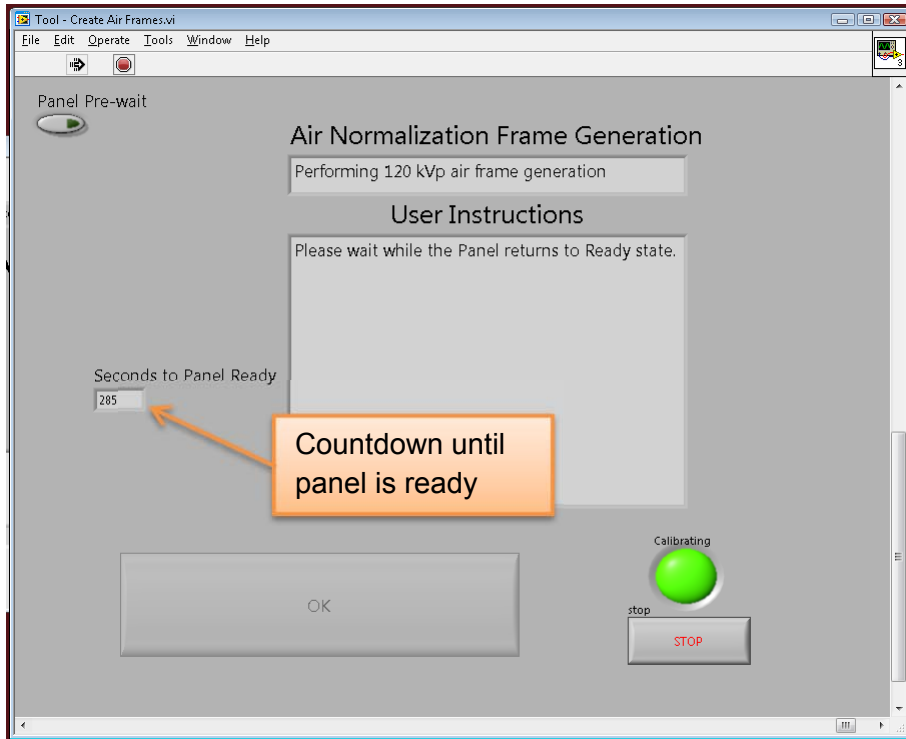 Tool - Create Air Frames.vi
File Edit Operate Tools Window Help
3
Panel Pre-wait
Air Normalization Frame Generation
Performing 120 kVp air frame generation
User Instructions
Please wait while the Panel returns to Ready state.
Seconds to Panel Ready
285
Countdown until
panel is ready
Calibrating
OK
stop
STOP